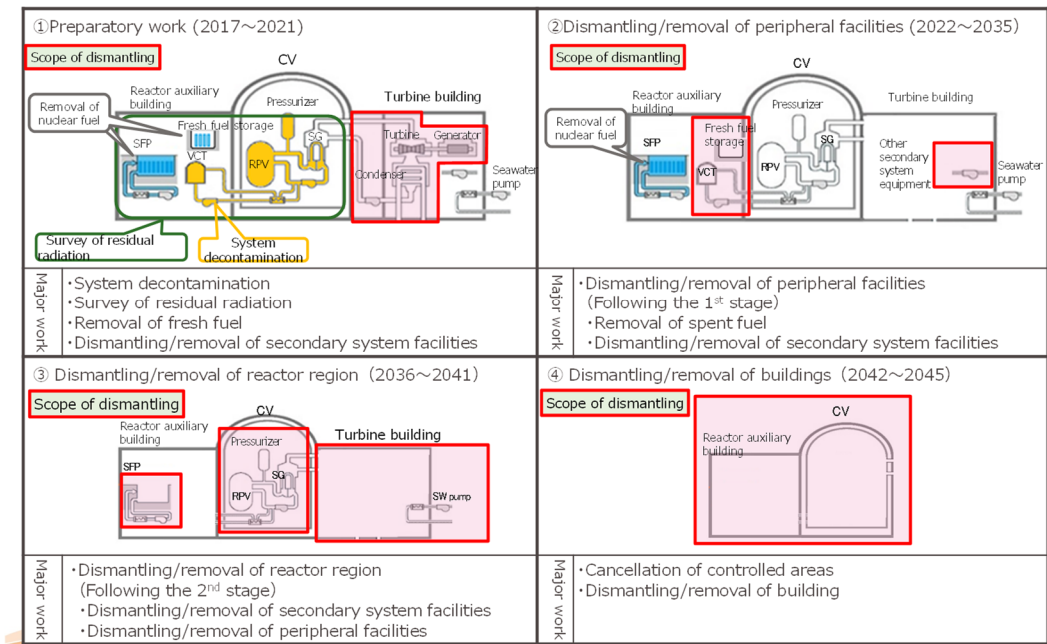 ①Preparatory work (2017～2021)
Scope of dismantling
CV
Reactor auxiliary
building
Pressurizer
Turbine building
Removal of
nuclear fuel
Fresh fuel storage
SFP
SG
Turbine
Generator
VCT
RPV
Condenser
Seawater
pump
Survey of residual
radiation
System
decontamination
Major work
・System decontamination
・Survey of residual radiation
・Removal of fresh fuel
・Dismantling/removal of secondary system facilities
②Dismantling/removal of peripheral facilities (2022～2035)
Scope of dismantling
CV
Reactor auxiliary
building
Pressurizer
Turbine building
Removal of
nuclear fuel
SFP
Fresh fuel
storage
SG
VCT
RPV
Other
secondary
system
equipment
Seawater
pump
Major work
・Dismantling/removal of peripheral facilities
（Following the 1st stage）
・Removal of spent fuel
・Dismantling/removal of secondary system facilities
③ Dismantling/removal of reactor region（2036～2041）
Scope of dismantling
CV
Reactor auxiliary
building
Pressurizer
Turbine building
SFP
SG
RPV
SW pump
Major work
・Dismantling/removal of reactor region
（Following the 2nd stage）
・Dismantling/removal of secondary system facilities
・Dismantling/removal of peripheral facilities
④ Dismantling/removal of buildings（2042～2045）
Scope of dismantling
CV
Reactor auxiliary
building
Major work
・Cancellation of controlled areas
・Dismantling/removal of building